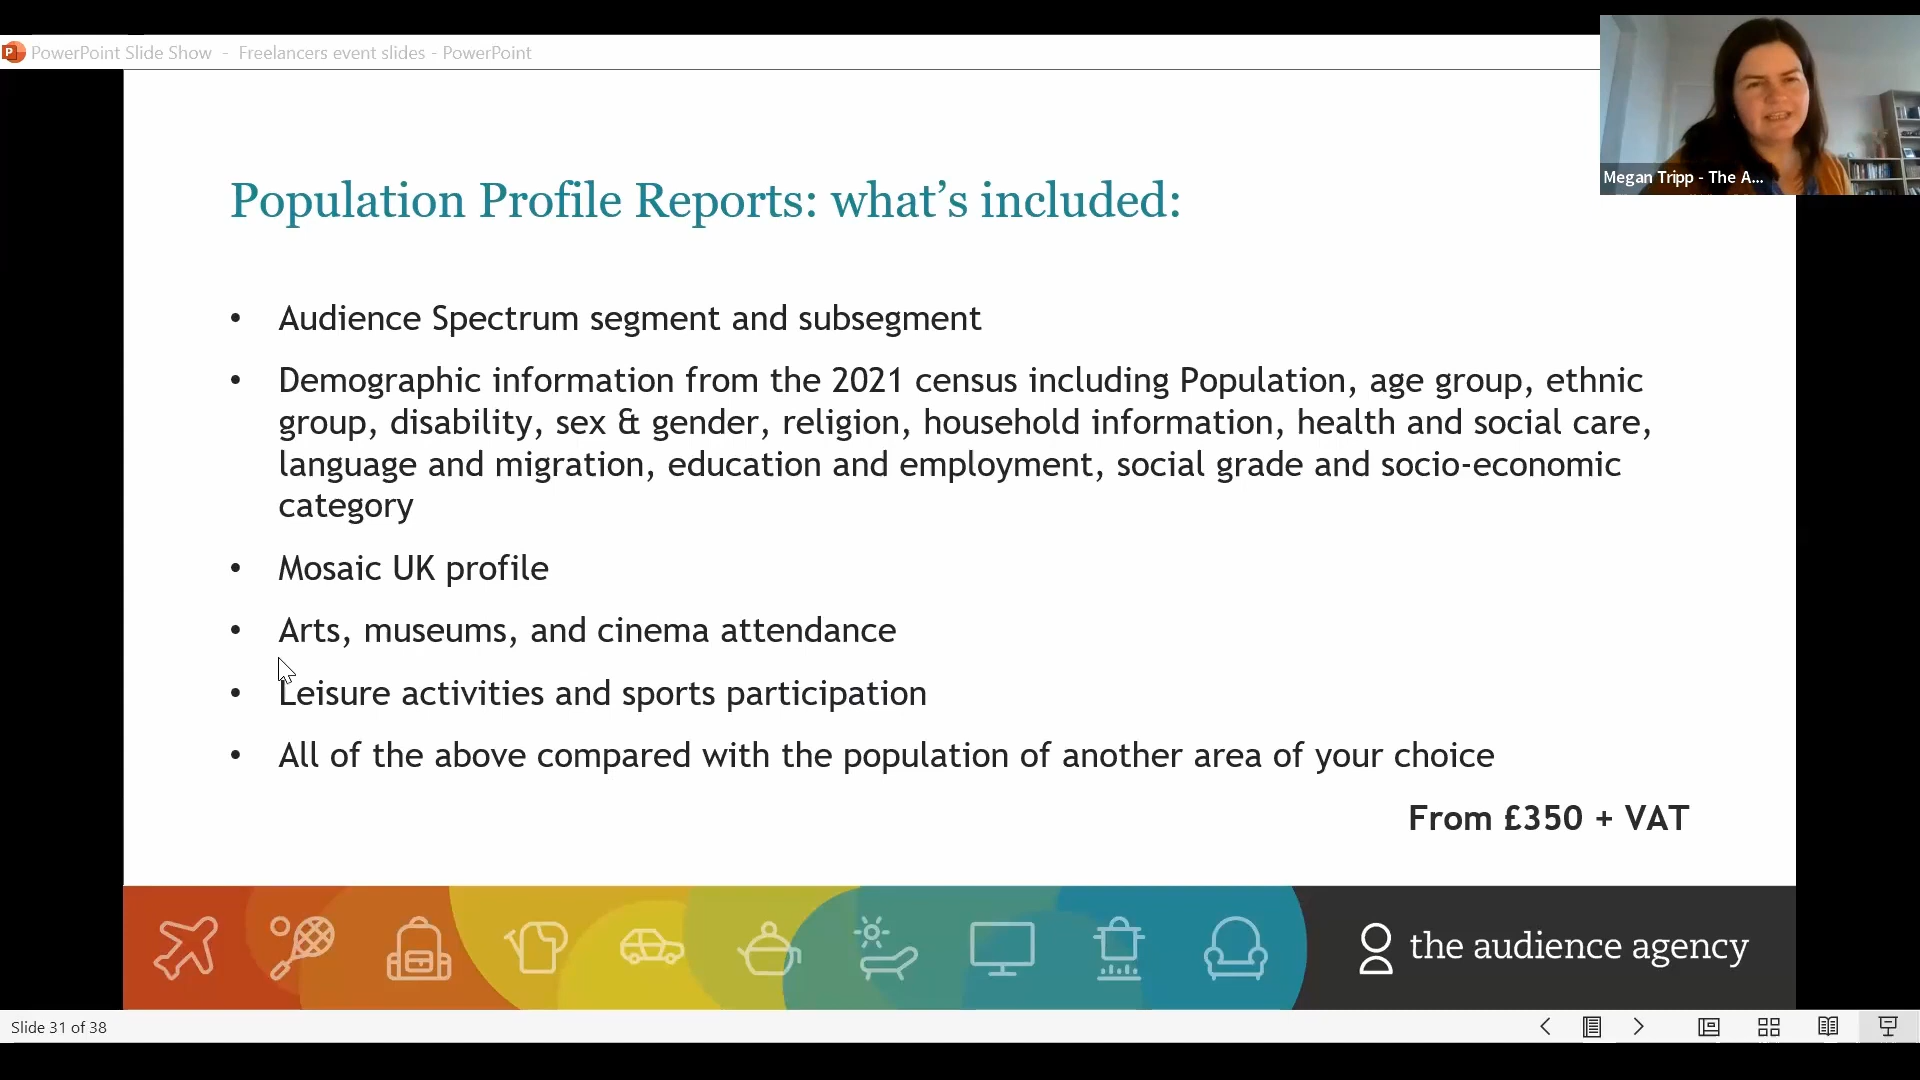 PowerPoint Slide Show - Freelancers event slides - PowerPoint
Megan Tripp - The A...
Population Profile Reports: what’s included:
• Audience Spectrum segment and subsegment
• Demographic information from the 2021 census including Population, age group, ethnic
group, disability, sex & gender, religion, household information, health and social care,
language and migration, education and employment, social grade and socio-economic
category
• Mosaic UK profile
• Arts, museums, and cinema attendance
• Leisure activities and sports participation
• All of the above compared with the population of another area of your choice
From £350 + VAT
the audience agency
Slide 31 of 38